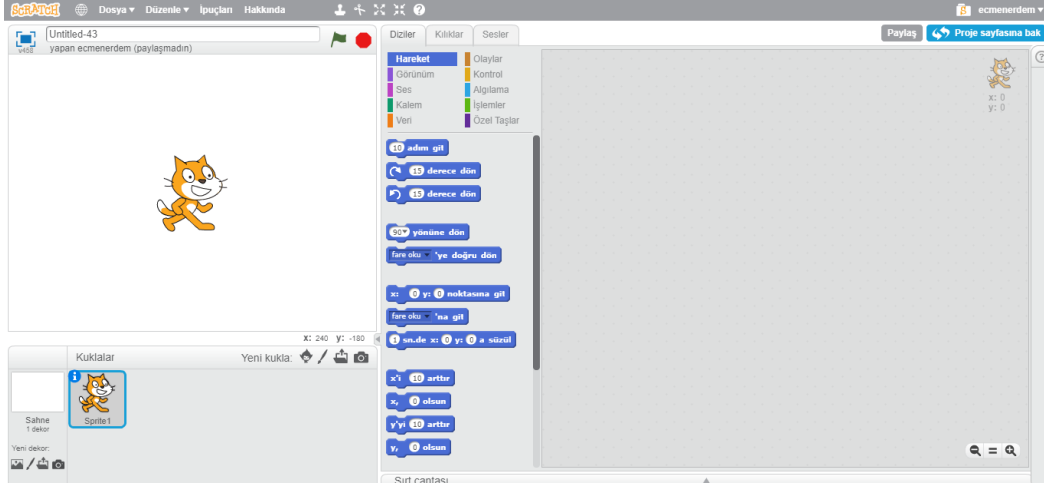 SCRATCH Dosya ▾ Düzenle ▾ İpuçları Hakkında ecmenerdem ▾
Untitled-43
v458 yapan ecmenerdem (paylaşmadın)
Diziler Kılıklar Sesler
Paylaş Proje sayfasına bak
Hareket Olaylar
Görünüm Kontrol
Ses Algılama
Kalem İşlemler
Veri Özel Taşlar
x: 0
y: 0
10 adım git
15 derece dön
15 derece dön
90▾ yönüne dön
fare oku ▾ 'ye doğru dön
x: 0 y: 0 noktasına git
fare oku ▾ 'na git
1 sn.de x: 0 y: 0 a süzül
x'i 10 arttır
x, 0 olsun
y'yi 10 arttır
y, 0 olsun
X: 240 Y: -180
Kuklalar Yeni kukla:
Sahne
1 dekor
Sprite1
Yeni dekor:
Sırt çantası